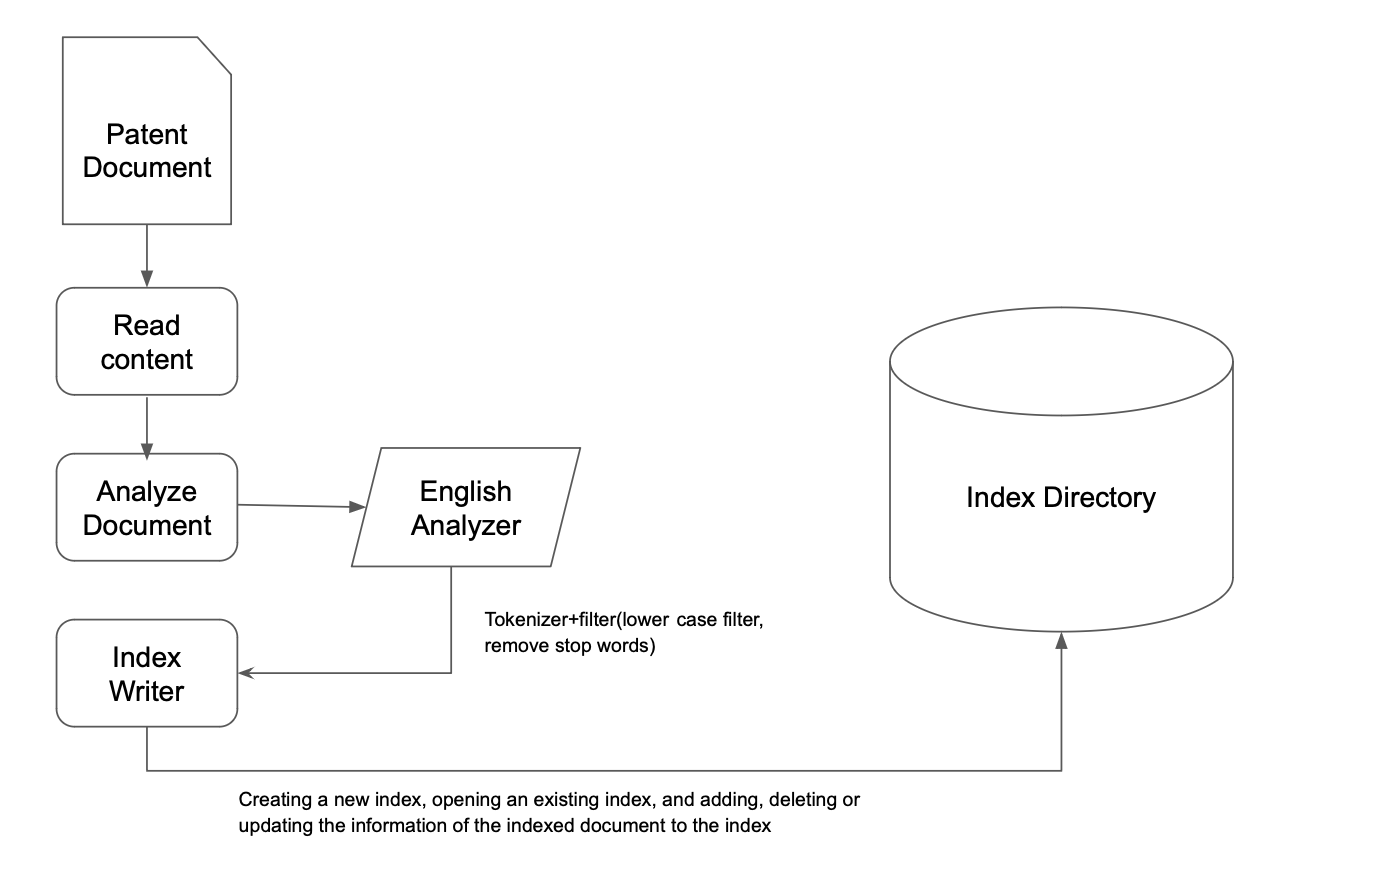 Patent
Document
Read
content
Analyze
Document
English
Analyzer
Index Directory
Tokenizer+filter(lower case filter,
remove stop words)
Index
Writer
Creating a new index, opening an existing index, and adding, deleting or
updating the information of the indexed document to the index